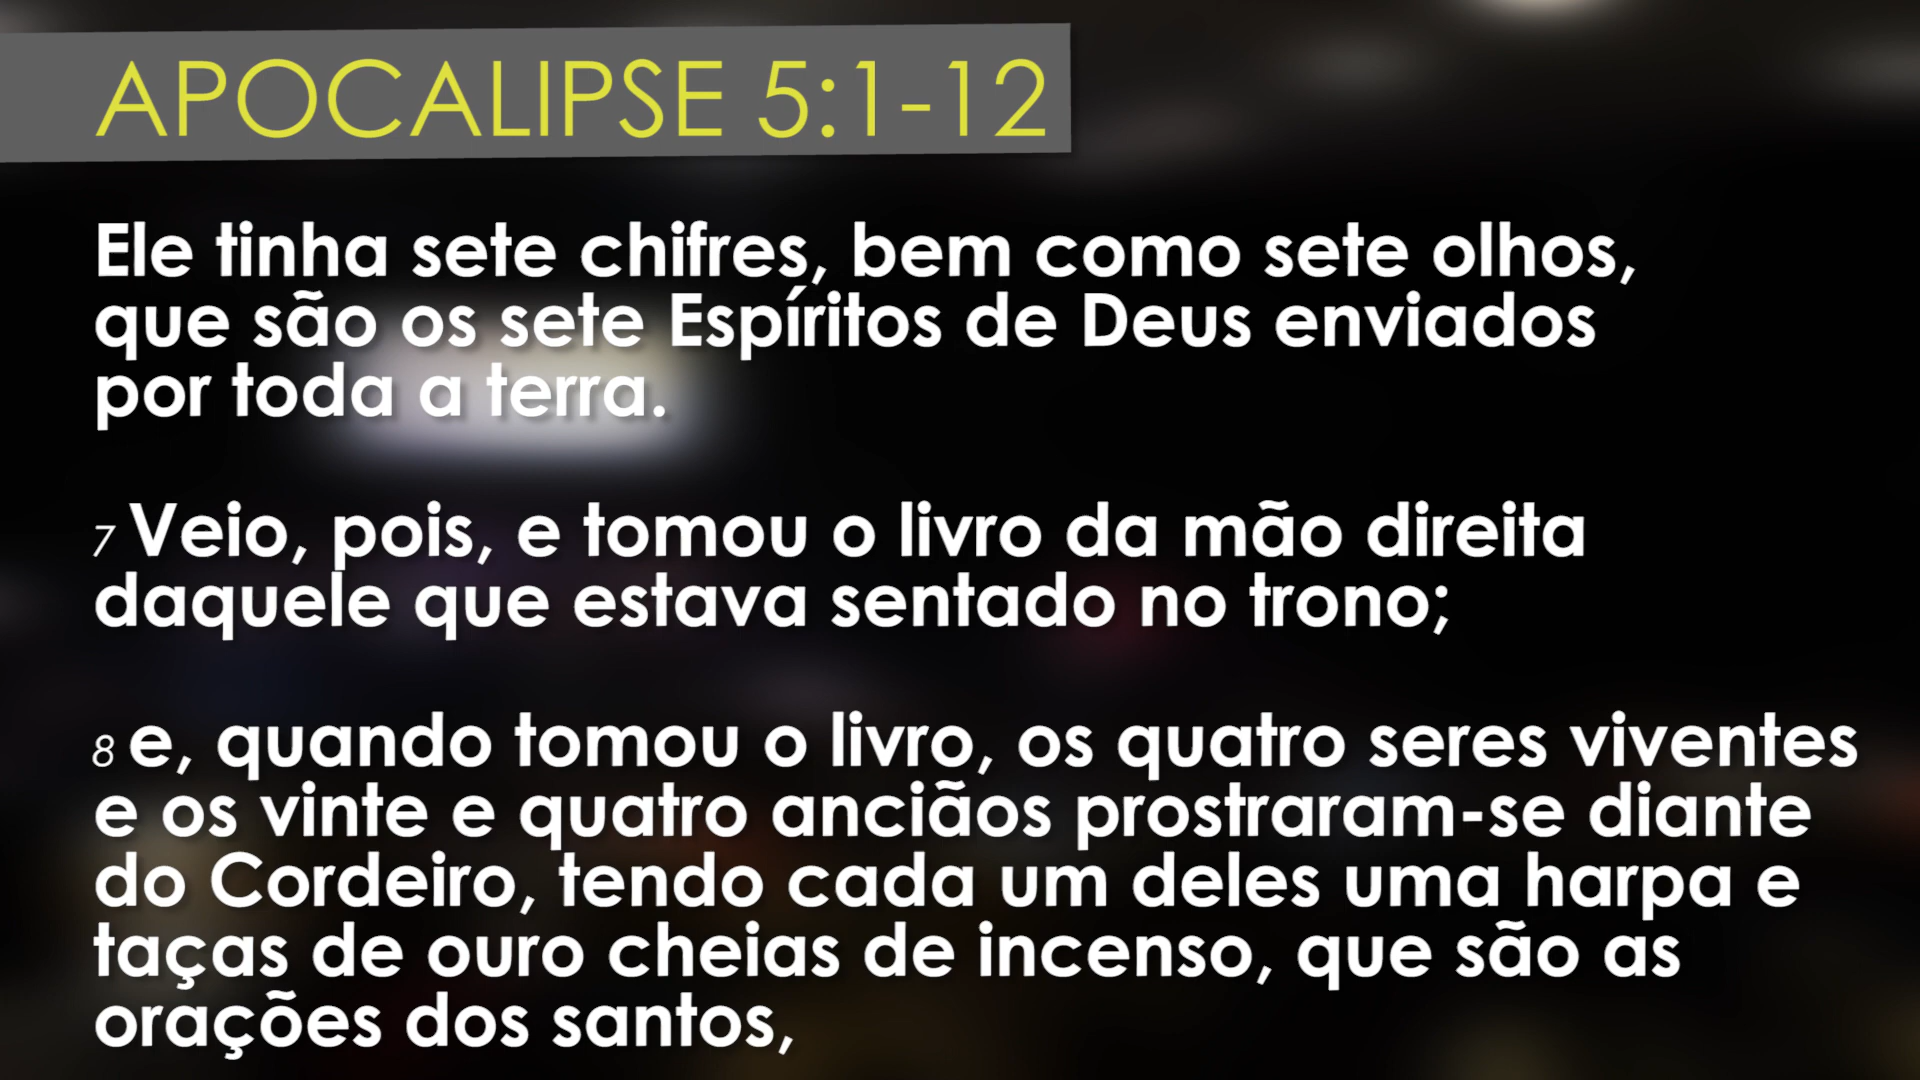 APOCALIPSE 5:1-12
Ele tinha sete chifres, bem como sete olhos,
que são os sete Espíritos de Deus enviados
por toda a terra.
7 Veio, pois, e tomou o livro da mão direita
daquele que estava sentado no trono;
8 e, quando tomou o livro, os quatro seres viventes
e os vinte e quatro anciãos prostraram-se diante
do Cordeiro, tendo cada um deles uma harpa e
taças de ouro cheias de incenso, que são as
orações dos santos,